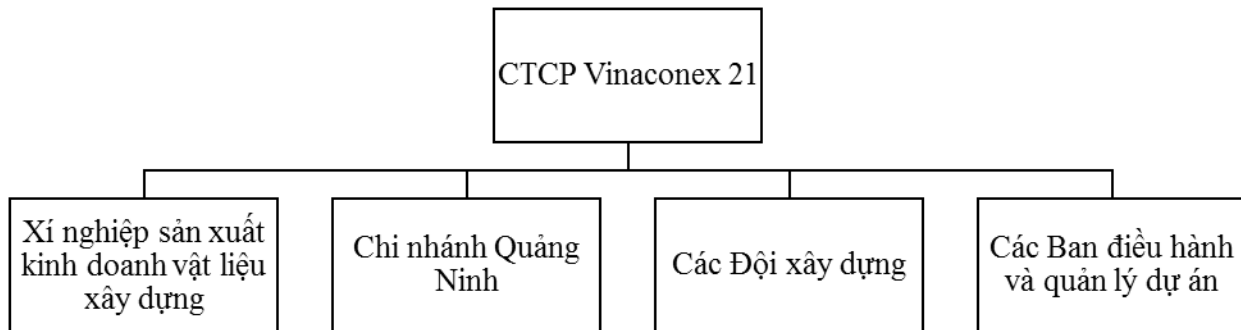 CTCP Vinaconex 21
Xí nghiệp sản xuất
kinh doanh vật liệu
xây dựng
Chi nhánh Quảng
Ninh
Các Đội xây dựng
Các Ban điều hành
và quản lý dự án